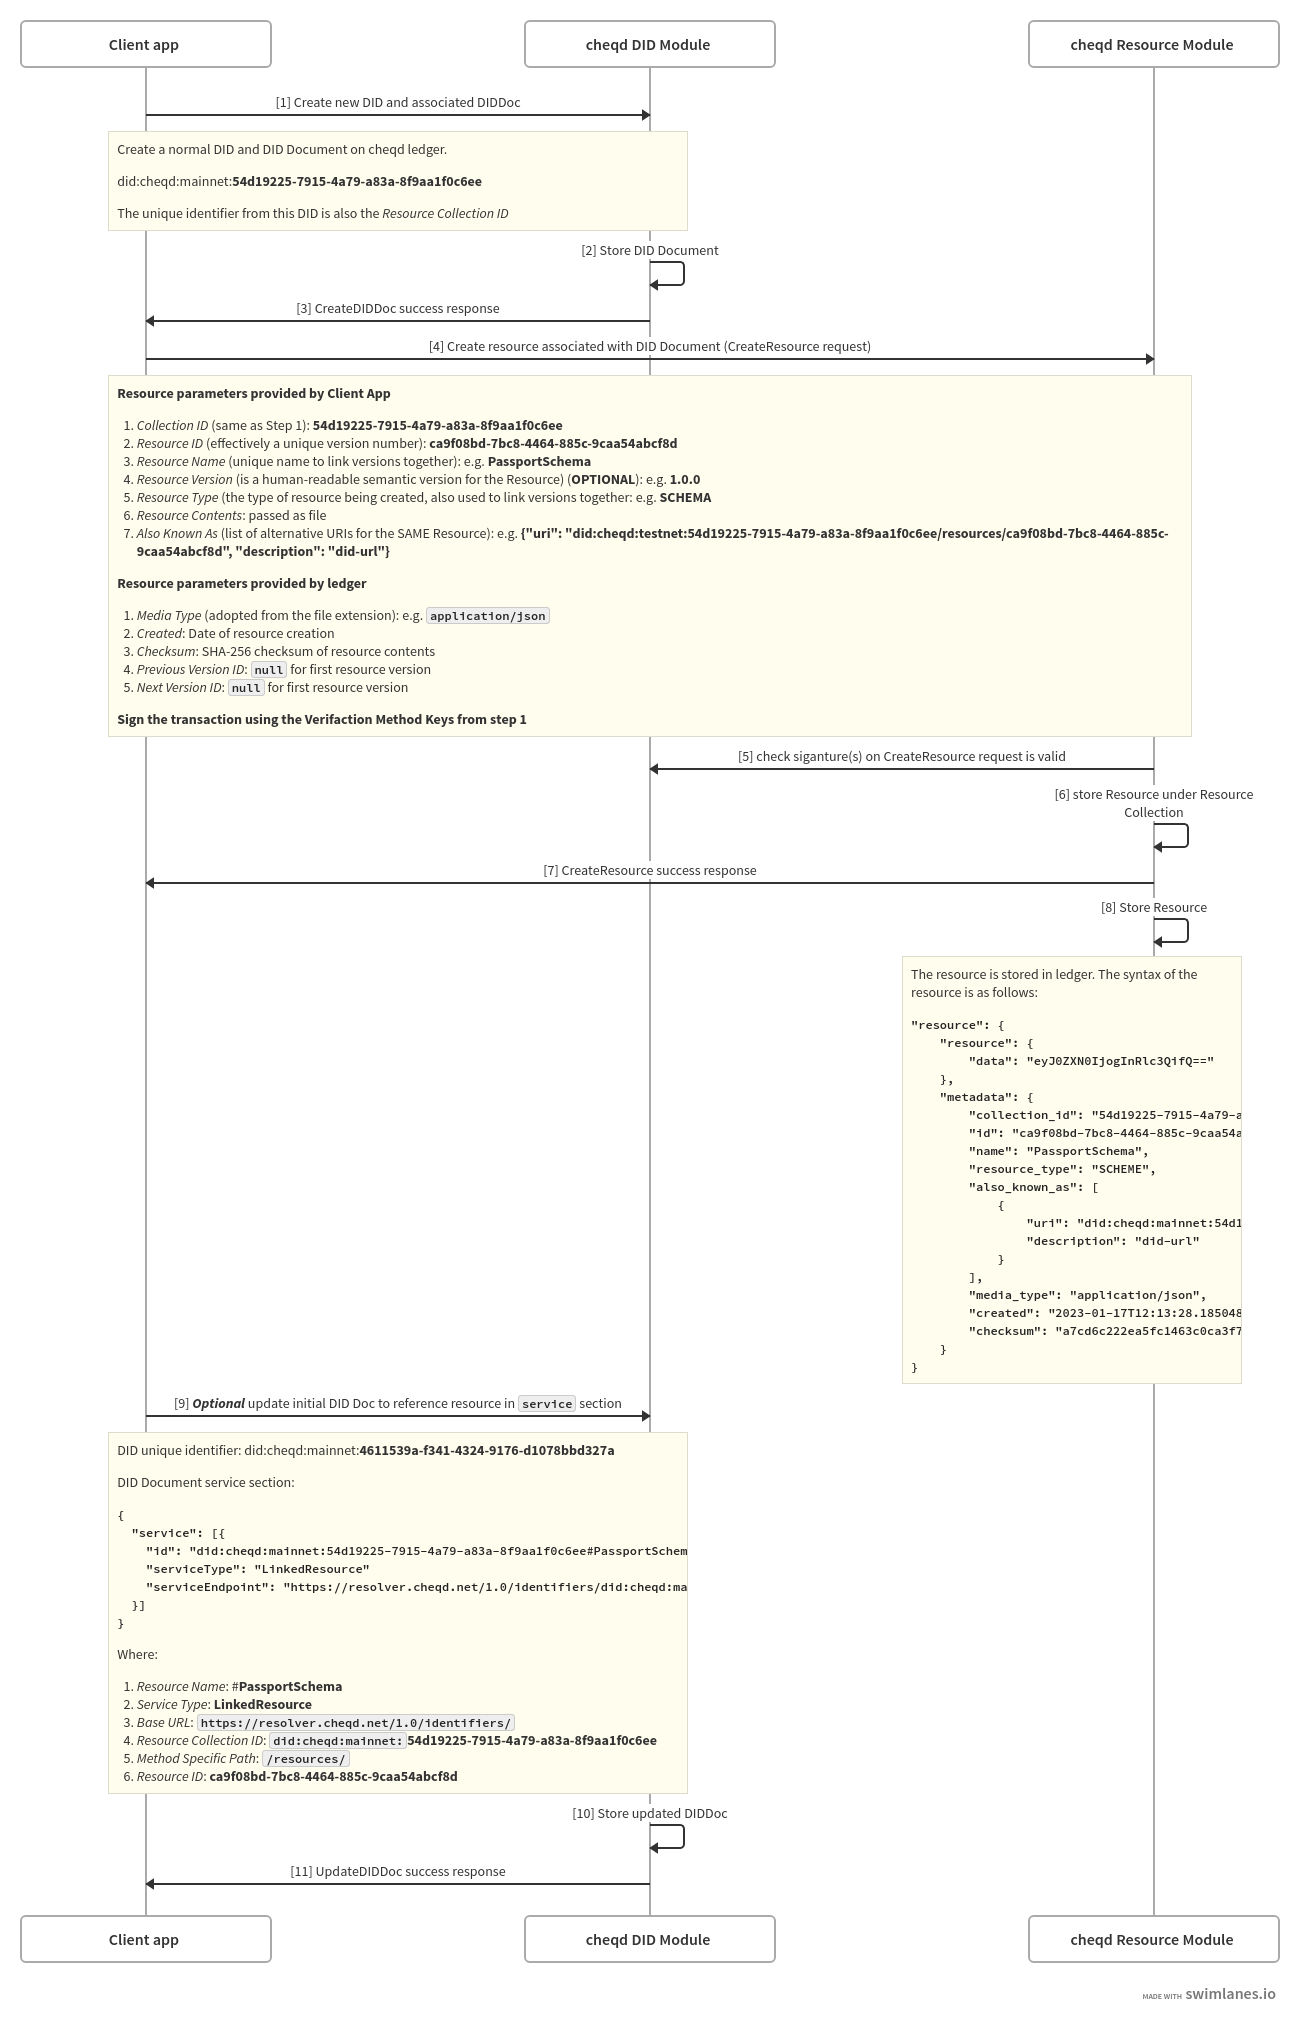 Client app
cheqd DID Module
cheqd Resource Module
[1] Create new DID and associated DIDDoc
Create a normal DID and DID Document on cheqd ledger.
did:cheqd:mainnet:54d19225-7915-4a79-a83a-8f9aa1f0c6ee
The unique identifier from this DID is also the Resource Collection ID
[2] Store DID Document
[3] CreateDIDDoc success response
[4] Create resource associated with DID Document (CreateResource request)
Resource parameters provided by Client App
1. Collection ID (same as Step 1): 54d19225-7915-4a79-a83a-8f9aa1f0c6ee
2. Resource ID (effectively a unique version number): ca9f08bd-7bc8-4464-885c-9caa54abcf8d
3. Resource Name (unique name to link versions together): e.g. PassportSchema
4. Resource Version (is a human-readable semantic version for the Resource) (OPTIONAL): e.g. 1.0.0
5. Resource Type (the type of resource being created, also used to link versions together: e.g. SCHEMA
6. Resource Contents: passed as file
7. Also Known As (list of alternative URIs for the SAME Resource): e.g. {"uri": "did:cheqd:testnet:54d19225-7915-4a79-a83a-8f9aa1f0c6ee/resources/ca9f08bd-7bc8-4464-885c-
9caa54abcf8d", "description": "did-url"}
Resource parameters provided by ledger
1. Media Type (adopted from the file extension): e.g. application/json
2. Created: Date of resource creation
3. Checksum: SHA-256 checksum of resource contents
4. Previous Version ID: null for first resource version
5. Next Version ID: null for first resource version
Sign the transaction using the Verifaction Method Keys from step 1
[5] check siganture(s) on CreateResource request is valid
[6] store Resource under Resource
Collection
[7] CreateResource success response
[8] Store Resource
The resource is stored in ledger. The syntax of the
resource is as follows:
"resource": {
"resource": {
"data": "eyJ0ZXN0IjogInRlc3QifQ=="
},
"metadata": {
"collection_id": "54d19225-7915-4a79-a
"id": "ca9f08bd-7bc8-4464-885c-9caa54a
"name": "PassportSchema",
"resource_type": "SCHEME",
"also_known_as": [
{
"uri": "did:cheqd:mainnet:54d1
"description": "did-url"
}
],
"media_type": "application/json",
"created": "2023-01-17T12:13:28.185048
"checksum": "a7cd6c222ea5fc1463c0ca3f7
}
}
[9] Optional update initial DID Doc to reference resource in service section
DID unique identifier: did:cheqd:mainnet:4611539a-f341-4324-9176-d1078bbd327a
DID Document service section:
{
"service": [{
"id": "did:cheqd:mainnet:54d19225-7915-4a79-a83a-8f9aa1f0c6ee#PassportSchem
"serviceType": "LinkedResource"
"serviceEndpoint": "https://resolver.cheqd.net/1.0/identifiers/did:cheqd:ma
}]
}
Where:
1. Resource Name: #PassportSchema
2. Service Type: LinkedResource
3. Base URL: https://resolver.cheqd.net/1.0/identifiers/
4. Resource Collection ID: did:cheqd:mainnet:54d19225-7915-4a79-a83a-8f9aa1f0c6ee
5. Method Specific Path: /resources/
6. Resource ID: ca9f08bd-7bc8-4464-885c-9caa54abcf8d
[10] Store updated DIDDoc
[11] UpdateDIDDoc success response
Client app
cheqd DID Module
cheqd Resource Module
MADE WITH swimlanes.io